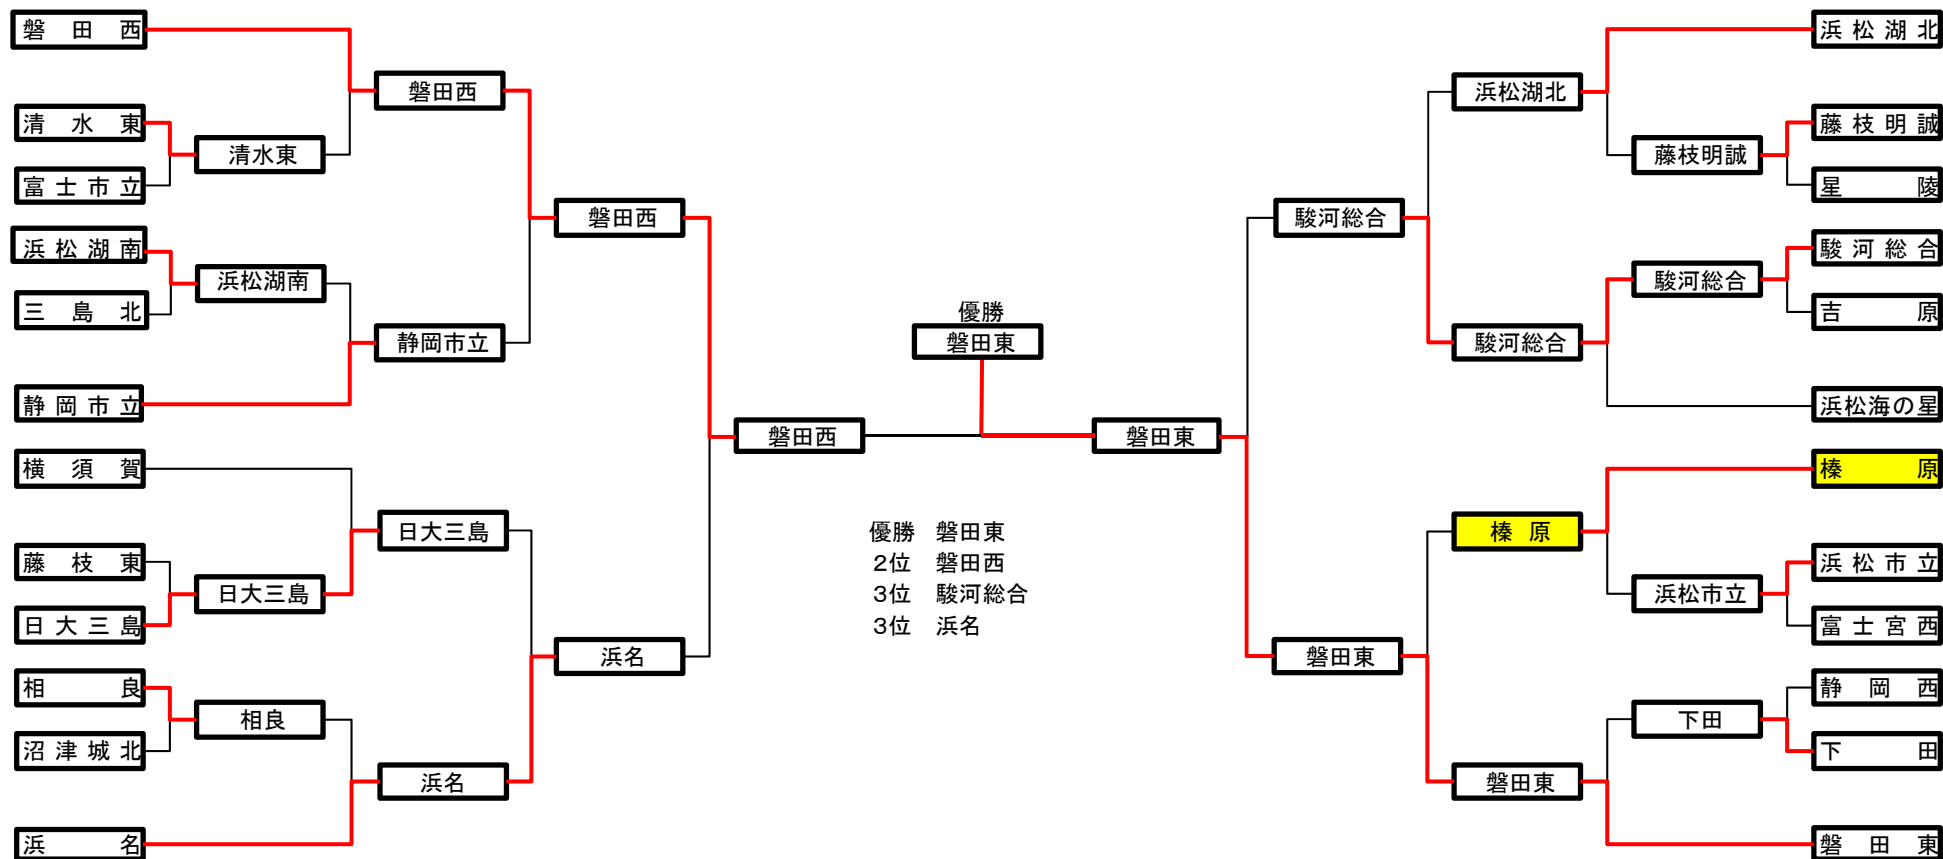 磐田西
清水東
富士市立
浜松湖南
三島北
静岡市立
横須賀
藤枝東
日大三島
相良
沼津城北
浜名
清水東
浜松湖南
日大三島
相良
磐田西
静岡市立
日大三島
浜名
磐田西
浜名
磐田西
優勝
磐田東
優勝 磐田東
2位 磐田西
3位 駿河総合
3位 浜名
磐田東
駿河総合
磐田東
浜松湖北
駿河総合
榛原
磐田東
藤枝明誠
駿河総合
浜松市立
下田
浜松湖北
藤枝明誠
星陵
駿河総合
吉原
浜松海の星
榛原
浜松市立
富士宮西
静岡西
下田
磐田東